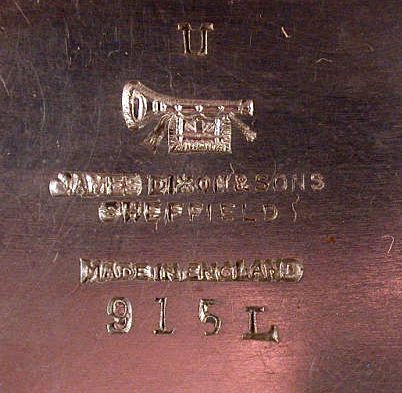 U
JAMES DIXON & SONS
SHEFFIELD
MADE IN ENGLAND
915L